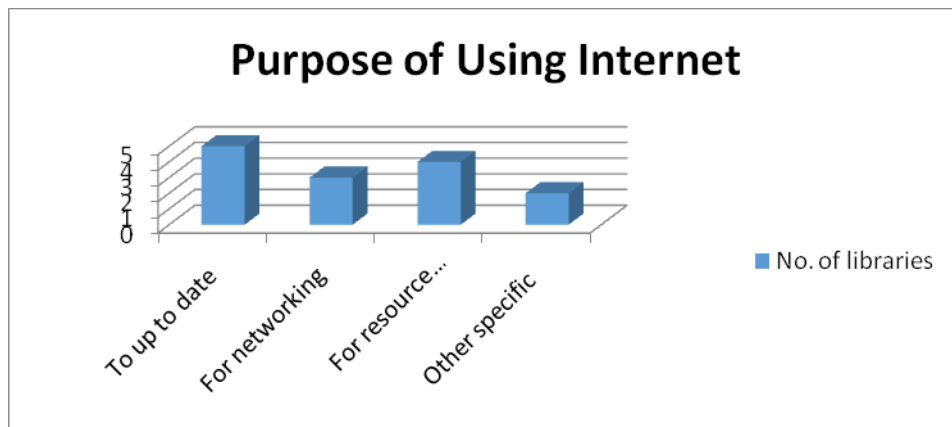 Purpose of Using Internet
5
4
3
2
1
0
To up to date
For networking
For resource...
Other specific
No. of libraries